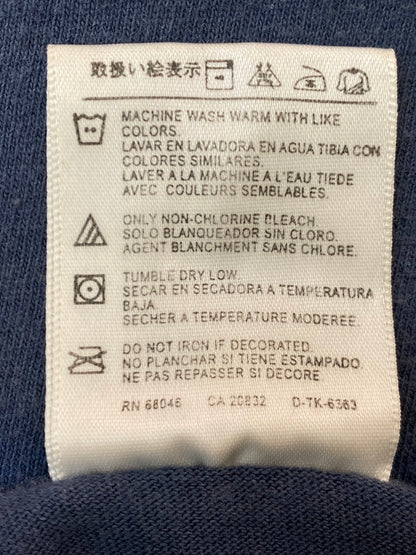 取扱い絵表示
MACHINE WASH WARM WITH LIKE
COLORS.
LAVAR EN LAVADORA EN AGUA TIBIA CON
COLORES SIMILARES.
LAVER A LA MACHINE A L'EAU TIEDE
AVEC COULEURS SEMBLABLES.
ONLY NON-CHLORINE BLEACH.
SOLO BLANQUEADOR SIN CLORO.
AGENT BLANCHMENT SANS CHLORE.
TUMBLE DRY LOW.
SECAR EN SECADORA A TEMPERATURA
BAJA.
SECHER A TEMPERATURE MODEREE.
DO NOT IRON IF DECORATED.
NO PLANCHAR SI TIENE ESTAMPADO.
NE PAS REPASSER SI DECORE.
RN 68046 CA 20832 D-TK-6363